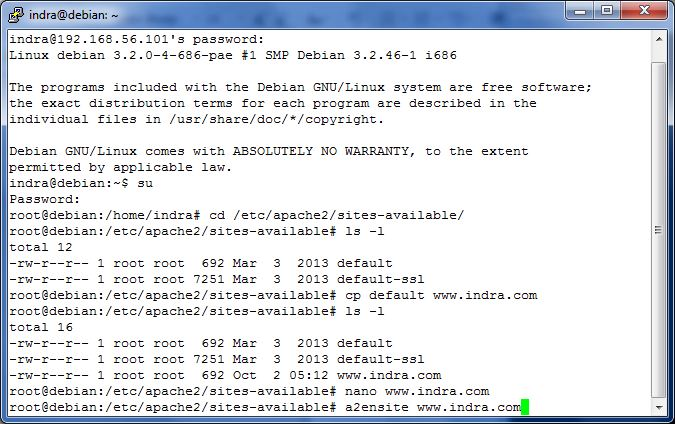 indra@debian: ~
indra@192.168.56.101's password:
Linux debian 3.2.0-4-686-pae #1 SMP Debian 3.2.46-1 i686

The programs included with the Debian GNU/Linux system are free software;
the exact distribution terms for each program are described in the
individual files in /usr/share/doc/*/copyright.

Debian GNU/Linux comes with ABSOLUTELY NO WARRANTY, to the extent
permitted by applicable law.
indra@debian:~$ su
Password:
root@debian:/home/indra# cd /etc/apache2/sites-available/
root@debian:/etc/apache2/sites-available# ls -l
total 12
-rw-r--r-- 1 root root  692 Mar  3  2013 default
-rw-r--r-- 1 root root 7251 Mar  3  2013 default-ssl
root@debian:/etc/apache2/sites-available# cp default www.indra.com
root@debian:/etc/apache2/sites-available# ls -l
total 16
-rw-r--r-- 1 root root  692 Mar  3  2013 default
-rw-r--r-- 1 root root 7251 Mar  3  2013 default-ssl
-rw-r--r-- 1 root root  692 Oct  2 05:12 www.indra.com
root@debian:/etc/apache2/sites-available# nano www.indra.com
root@debian:/etc/apache2/sites-available# a2ensite www.indra.com